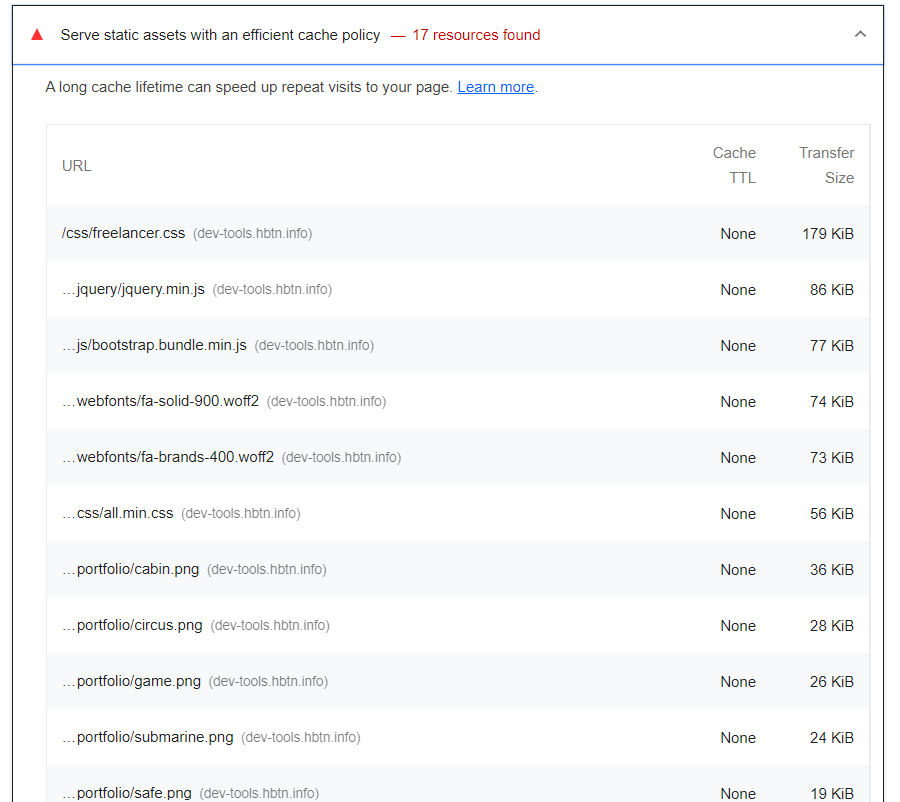 Serve static assets with an efficient cache policy — 17 resources found
A long cache lifetime can speed up repeat visits to your page. Learn more.
URL Cache TTL Transfer Size
/css/freelancer.css (dev-tools.hbtn.info) None 179 KiB
…jquery/jquery.min.js (dev-tools.hbtn.info) None 86 KiB
…js/bootstrap.bundle.min.js (dev-tools.hbtn.info) None 77 KiB
…webfonts/fa-solid-900.woff2 (dev-tools.hbtn.info) None 74 KiB
…webfonts/fa-brands-400.woff2 (dev-tools.hbtn.info) None 73 KiB
…css/all.min.css (dev-tools.hbtn.info) None 56 KiB
…portfolio/cabin.png (dev-tools.hbtn.info) None 36 KiB
…portfolio/circus.png (dev-tools.hbtn.info) None 28 KiB
…portfolio/game.png (dev-tools.hbtn.info) None 26 KiB
…portfolio/submarine.png (dev-tools.hbtn.info) None 24 KiB
…portfolio/safe.png (dev-tools.hbtn.info) None 19 KiB